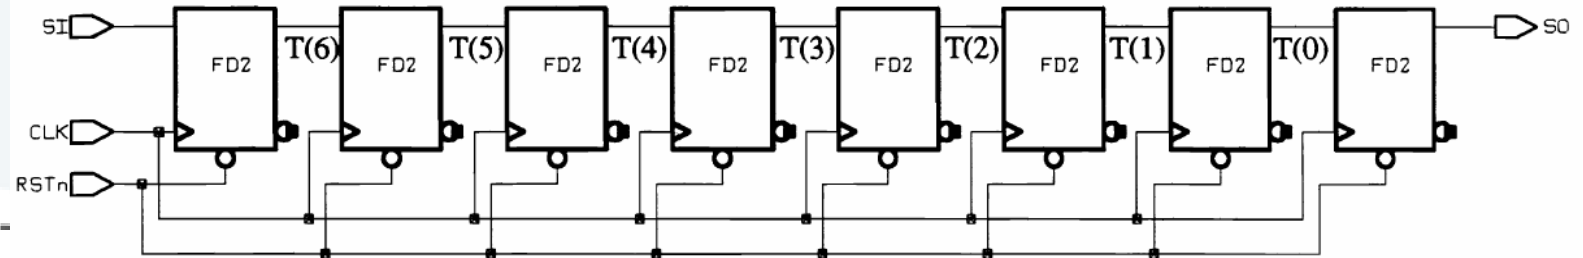 SI T(6) T(5) T(4) T(3) T(2) T(1) T(0) SO
FD2 FD2 FD2 FD2 FD2 FD2 FD2 FD2
CLK
RSTn